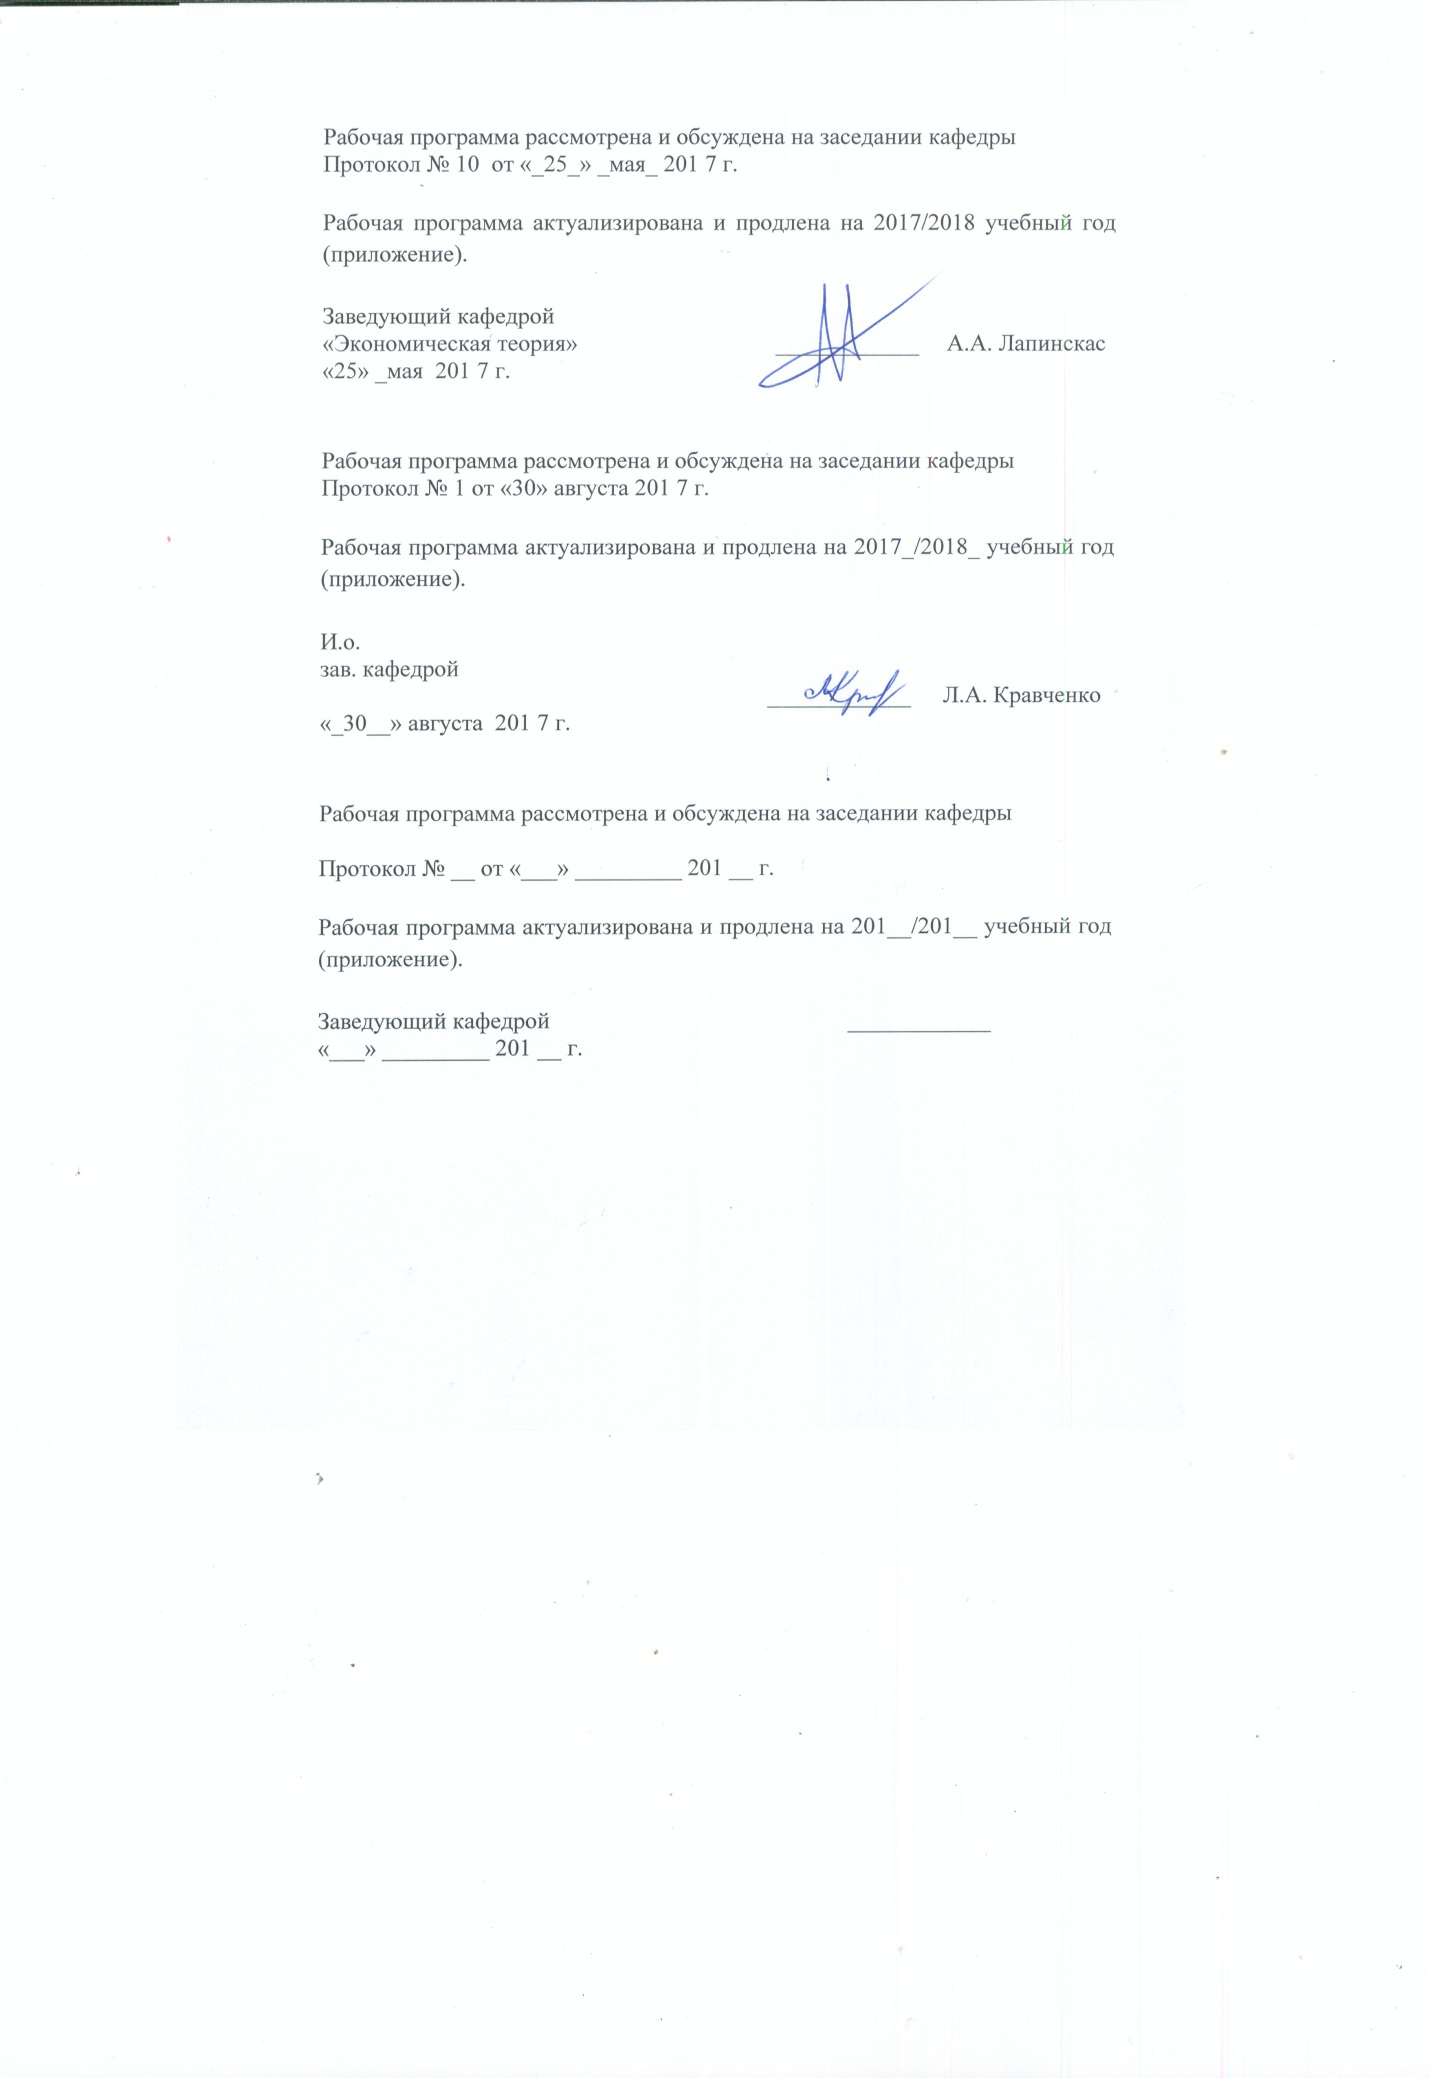 Рабочая программа рассмотрена и обсуждена на заседании кафедры
Протокол № 10 от «_25_» _мая_ 201 7 г.
Рабочая программа актуализирована и продлена на 2017/2018 учебный год
(приложение).
Заведующий кафедрой
«Экономическая теория» ____________ А.А. Лапинскас
«25» _мая 201 7 г.
Рабочая программа рассмотрена и обсуждена на заседании кафедры
Протокол № 1 от «30» августа 201 7 г.
Рабочая программа актуализирована и продлена на 2017_/2018_ учебный год
(приложение).
И.о.
зав. кафедрой
____________ Л.А. Кравченко
«_30__» августа 201 7 г.
Рабочая программа рассмотрена и обсуждена на заседании кафедры
Протокол № __ от «___» _________ 201 __ г.
Рабочая программа актуализирована и продлена на 201__/201__ учебный год
(приложение).
Заведующий кафедрой ____________
«___» _________ 201 __ г.